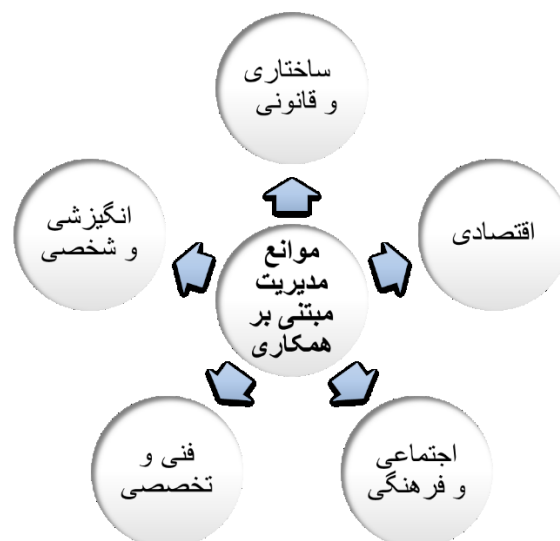 ساختاری
و قانونی
انگیزشی
و شخصی
اقتصادی
موانع
مدیریت
مبتنی بر
همکاری
فنی و
تخصصی
اجتماعی
و فرهنگی